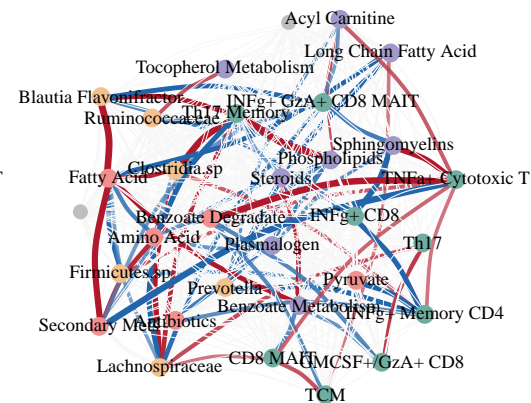 Acyl Carnitine
Long Chain Fatty Acid
Tocopherol Metabolism
Blautia Flavonifractor
INFg+ GzA+ CD8 MAIT
Th17 Memory
Ruminococcaceae
Sphingomyelins
Phospholipids
Clostridia.sp
Fatty Acid
Steroids
TNFa+ Cytotoxic T
Benzoate Degradate
INFg+ CD8
Amino Acid
Plasmalogen
Th17
Firmicutes.sp
Pyruvate
Prevotella
Benzoate Metabolism
INFg+ Memory CD4
Secondary Met
Antibiotics
CD8 MAIT
GMCSF+/GzA+ CD8
Lachnospiraceae
TCM